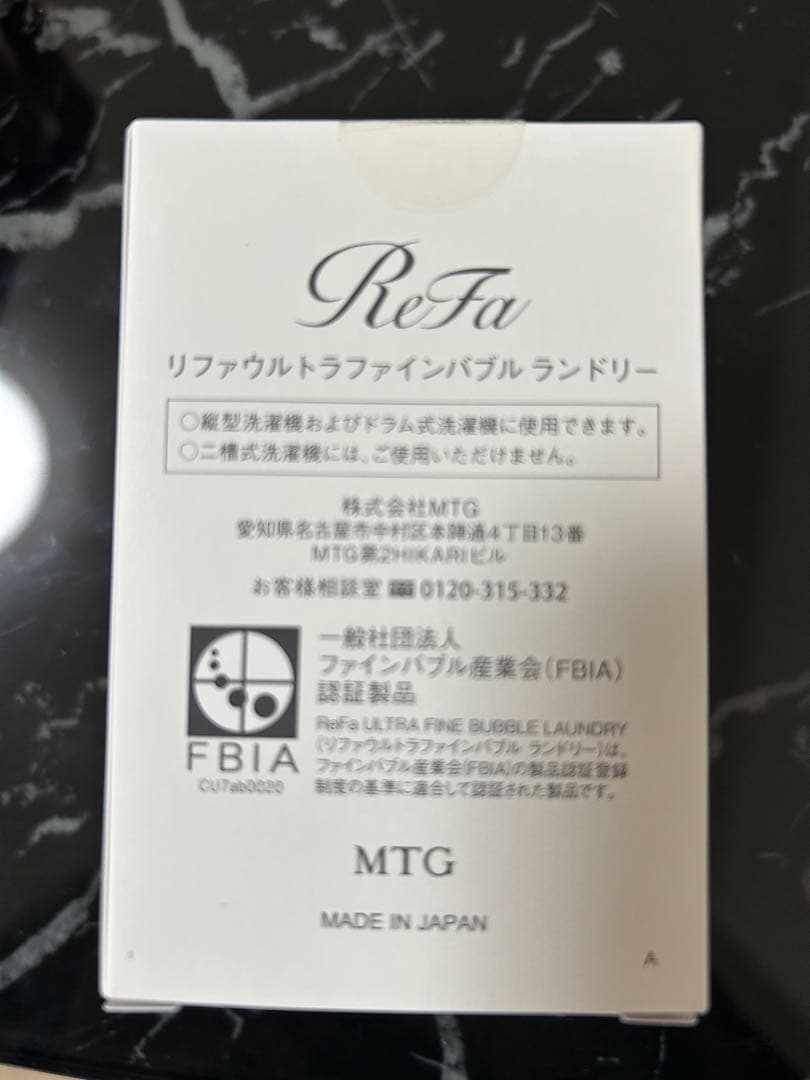 ReFa
リファウルトラファインバブル ランドリー
○縦型洗濯機およびドラム式洗濯機に使用できます。
○二槽式洗濯機には、ご使用いただけません。
株式会社MTG
愛知県名古屋市中村区本陣通4丁目13番
MTG第2HIKARIビル
お客様相談室 0120-315-332
一般社団法人
ファインバブル産業会(FBIA)
認証製品
ReFa ULTRA FINE BUBBLE LAUNDRY
(リファウルトラファインバブル ランドリー)は、
ファインバブル産業会(FBIA)の製品認証登録
制度の基準に適合して認証された製品です。
FBIA
CU7ab0020
MTG
MADE IN JAPAN
A